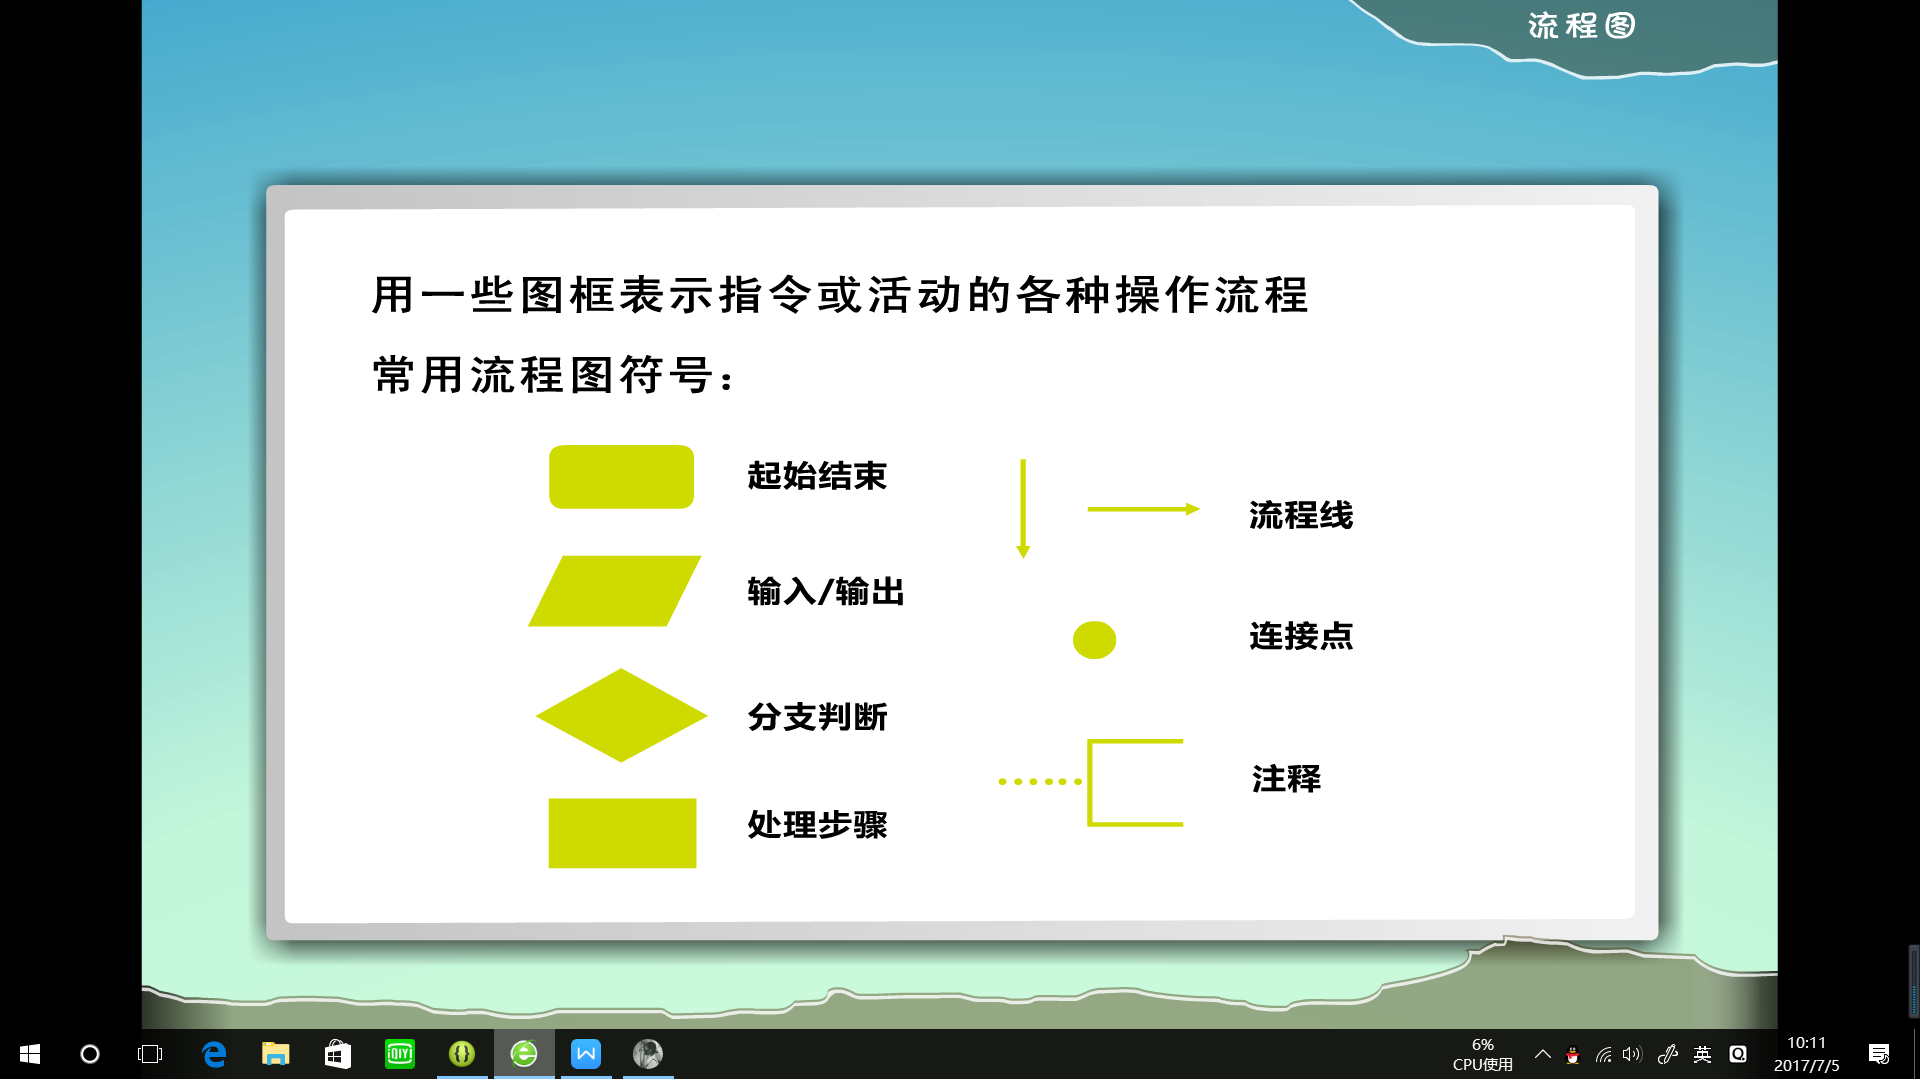 流程图
用一些图框表示指令或活动的各种操作流程
常用流程图符号：
起始结束
输入/输出
分支判断
处理步骤
流程线
连接点
注释
iQIYI
6%
CPU使用
英
10:11
2017/7/5